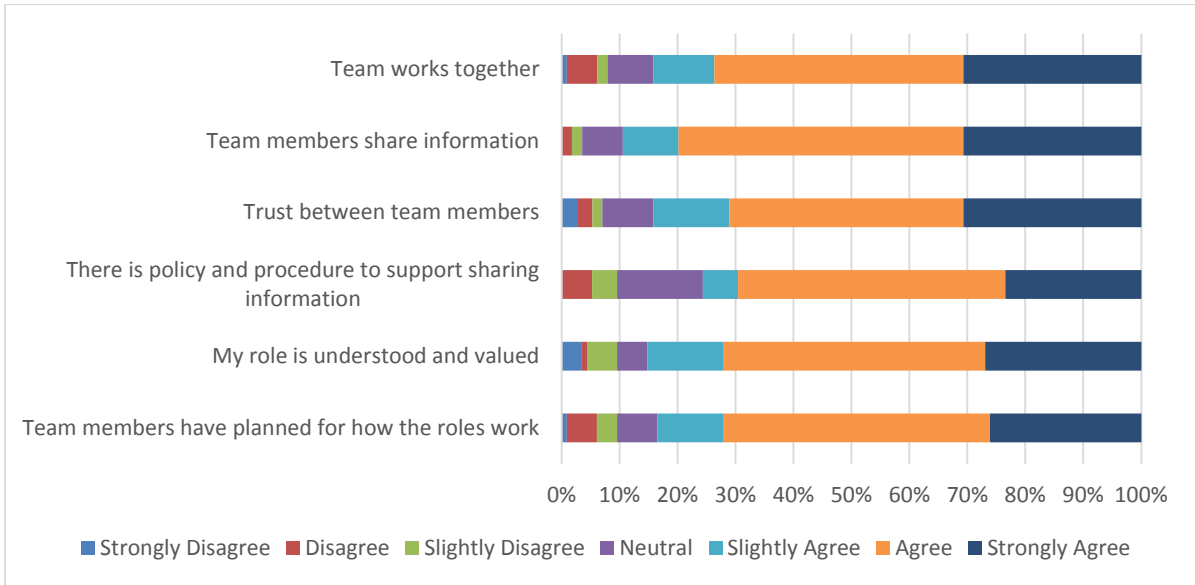 Team works together
Team members share information
Trust between team members
There is policy and procedure to support sharing
information
My role is understood and valued
Team members have planned for how the roles work
0% 10% 20% 30% 40% 50% 60% 70% 80% 90% 100%
Strongly Disagree Disagree Slightly Disagree Neutral Slightly Agree Agree Strongly Agree